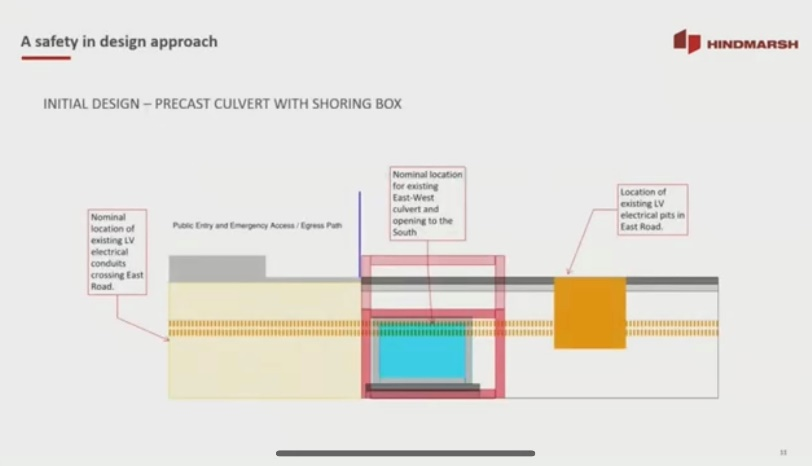 A safety in design approach
HINDMARSH
INITIAL DESIGN – PRECAST CULVERT WITH SHORING BOX
Nominal location
for existing
East-West
culvert and
opening to the
South
Location of
existing LV
electrical pits in
East Road.
Nominal
location of
existing LV
electrical
conduits
crossing East
Road.
Public Entry and Emergency Access / Egress Path